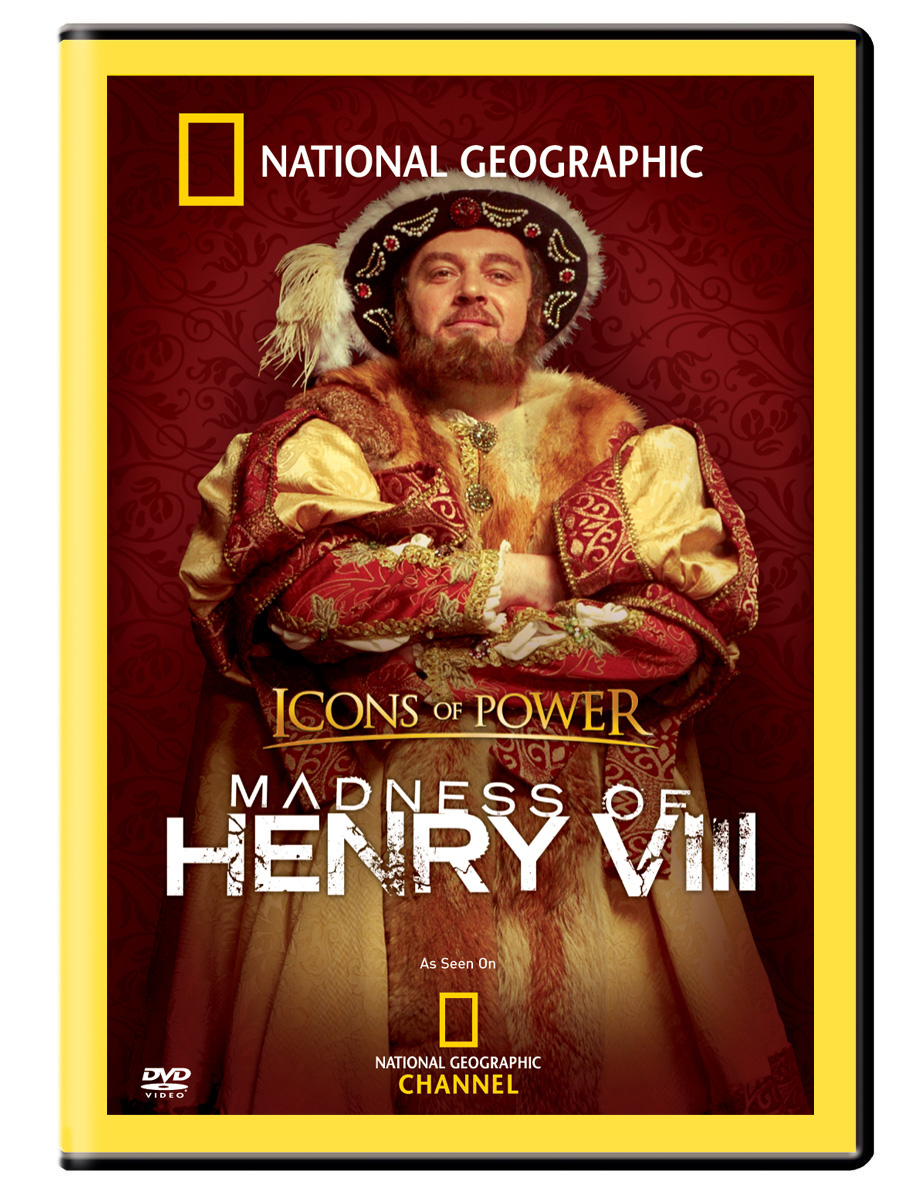 NATIONAL GEOGRAPHIC
ICONS OF POWER
MADNESS OF
HENRY VIII
As Seen On
NATIONAL GEOGRAPHIC
CHANNEL
DVD
VIDEO